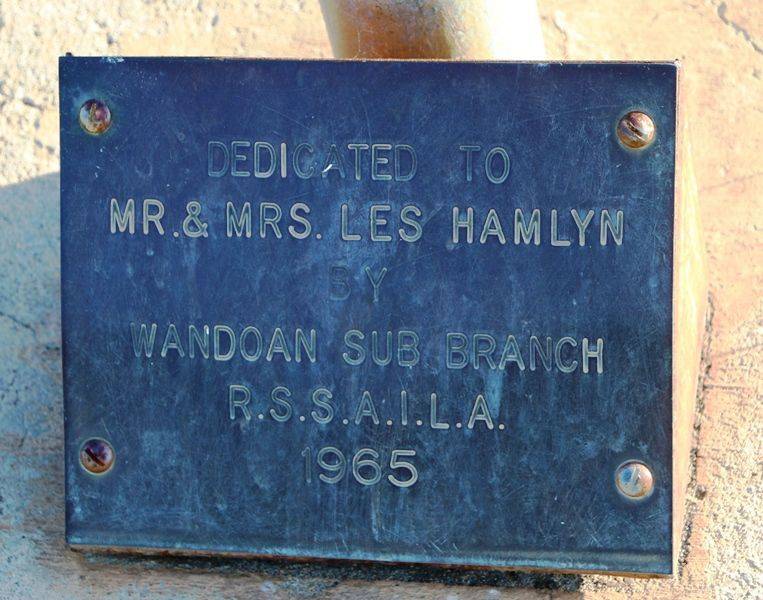 DEDICATED TO
MR.& MRS. LES HAMLYN
BY
WANDOAN SUB BRANCH
R.S.S.A.I.L.A.
1965